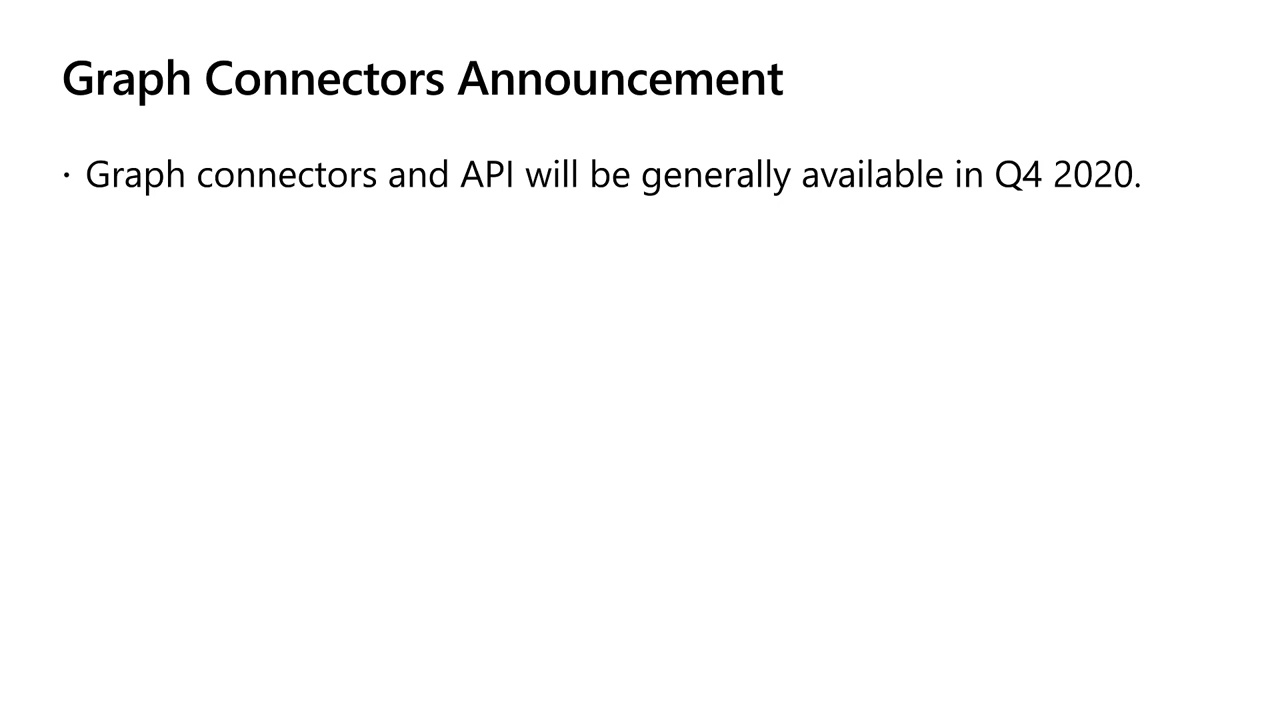 Graph Connectors Announcement
· Graph connectors and API will be generally available in Q4 2020.